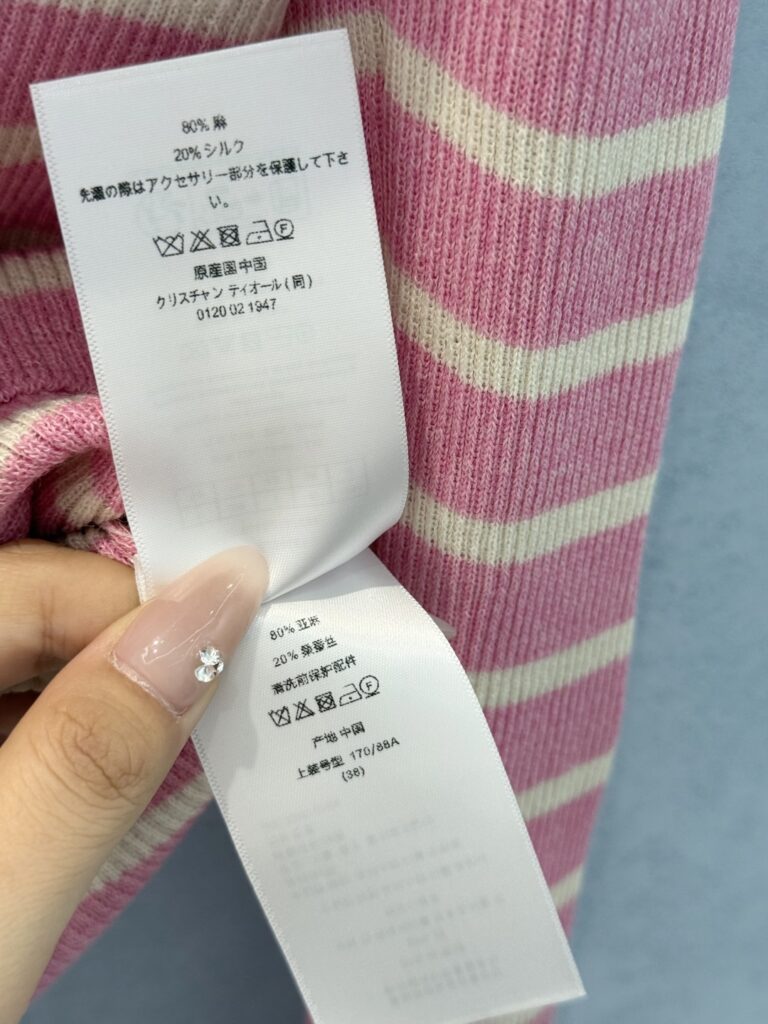 80% 麻
20% シルク
先濯の際はアクセサリー部分を保護して下さ
い。
F
原産国中国
クリスチャン ディオール(同)
0120 02 1947
80% 亚麻
20% 桑蚕丝
清洗前保护配件
F
产地 中国
上装号型 170/88A
(38)